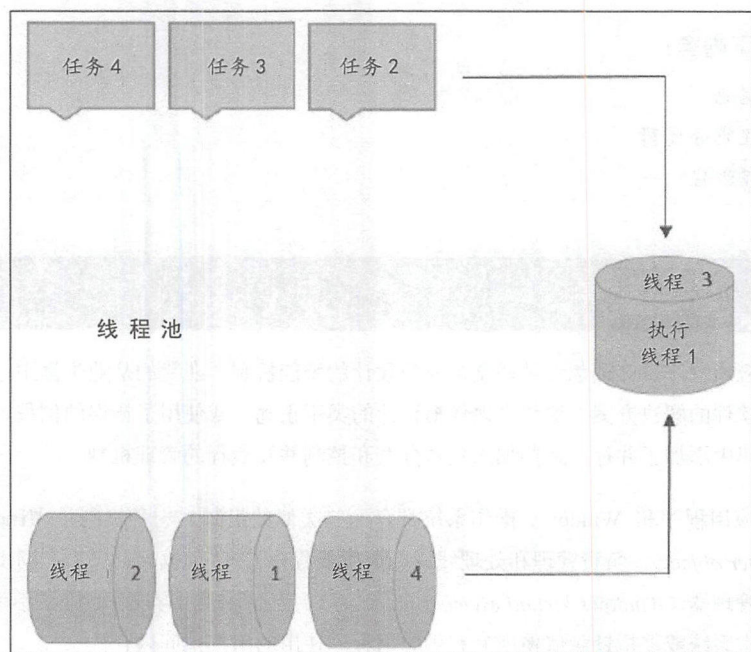 任务 4 任务 3 任务 2
线程 3
执行
线程 1
线 程 池
线程 2 线程 1 线程 4